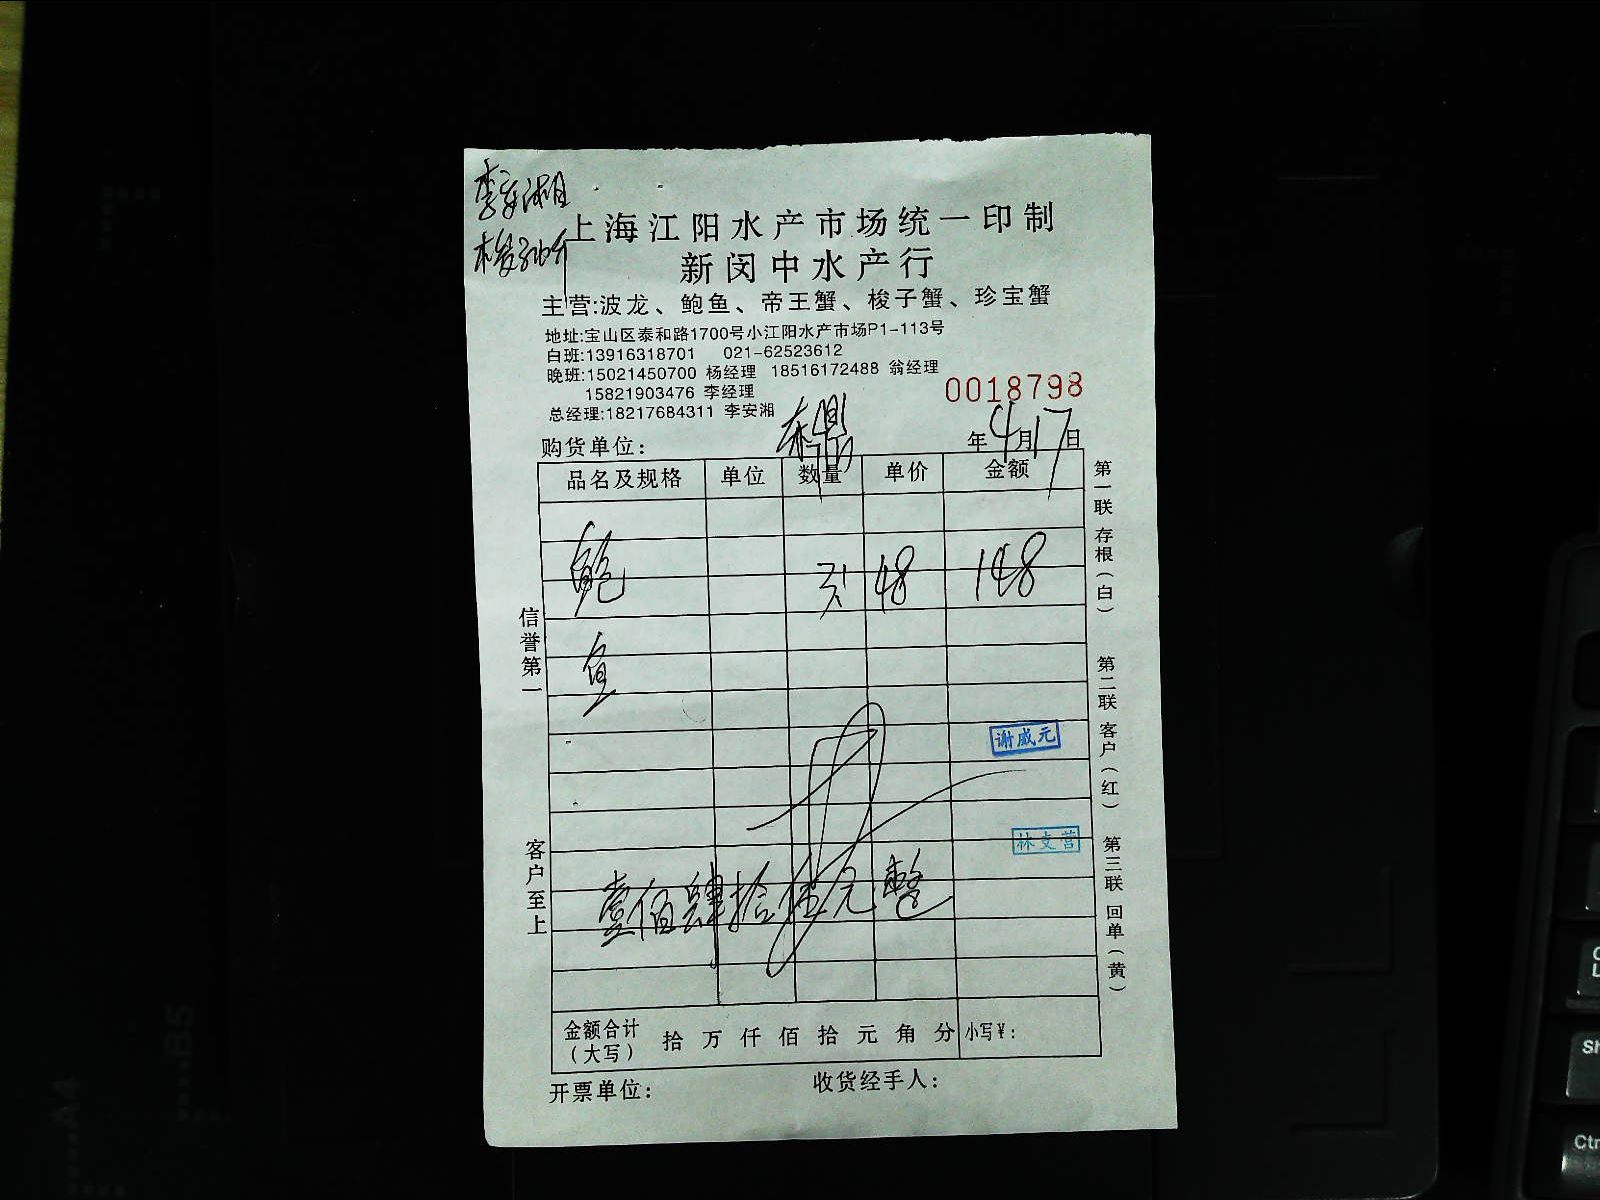 李安湘
上海江阳水产市场统一印制
新闵中水产行
主营:波龙、鲍鱼、帝王蟹、梭子蟹、珍宝蟹
地址:宝山区泰和路1700号小江阳水产市场P1-113号
白班:13916318701 021-62523612
晚班:15021450700 杨经理 18516172488 翁经理
15821903476 李经理
0018798
总经理:18217684311 李安湘
购货单位: 年4月17日
品名及规格 单位 数量 单价 金额
鲍 48 148
鱼
谢威元
林支营
壹佰肆拾 元整
金额合计（大写） 拾 万 仟 佰 拾 元 角 分 小写¥:
开票单位: 收货经手人:
信誉第一
客户至上
第一联 存根（白）
第二联 客户（红）
第三联 回单（黄）
A4
B5